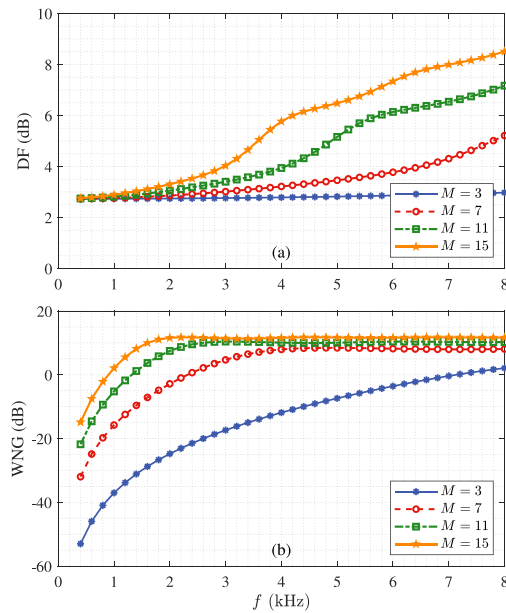 10
8
6
4
2
0
DF (dB)
M = 3
M = 7
M = 11
M = 15
(a)
0 1 2 3 4 5 6 7 8
20
0
-20
-40
-60
WNG (dB)
M = 3
M = 7
M = 11
M = 15
(b)
0 1 2 3 4 5 6 7 8
f (kHz)